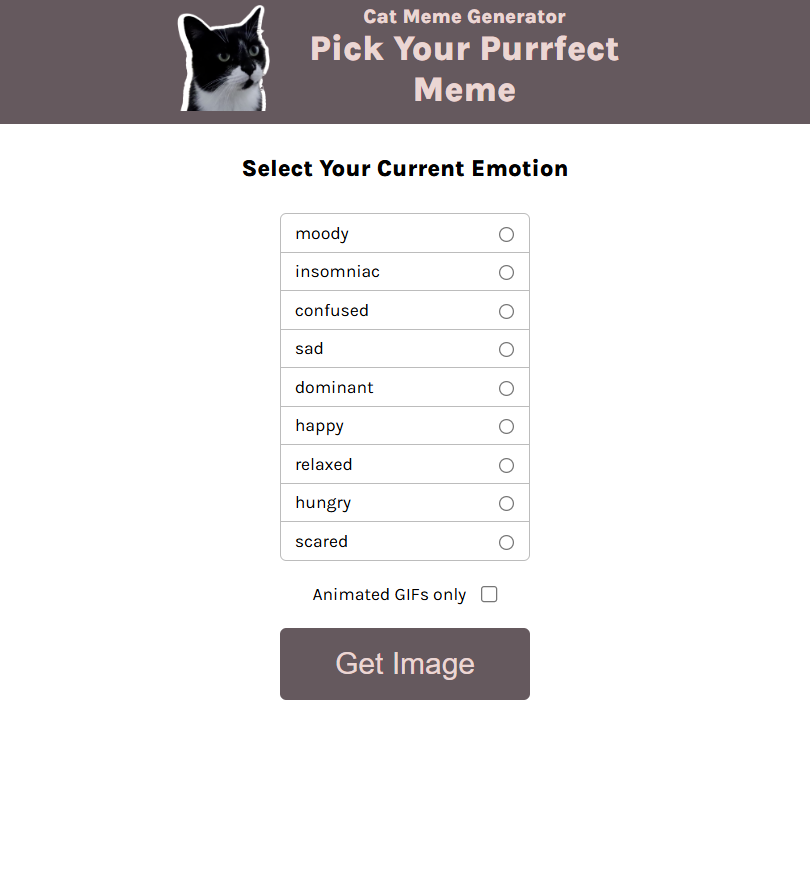 Cat Meme Generator
Pick Your Purrfect
Meme
Select Your Current Emotion
moody
insomniac
confused
sad
dominant
happy
relaxed
hungry
scared
Animated GIFs only
Get Image